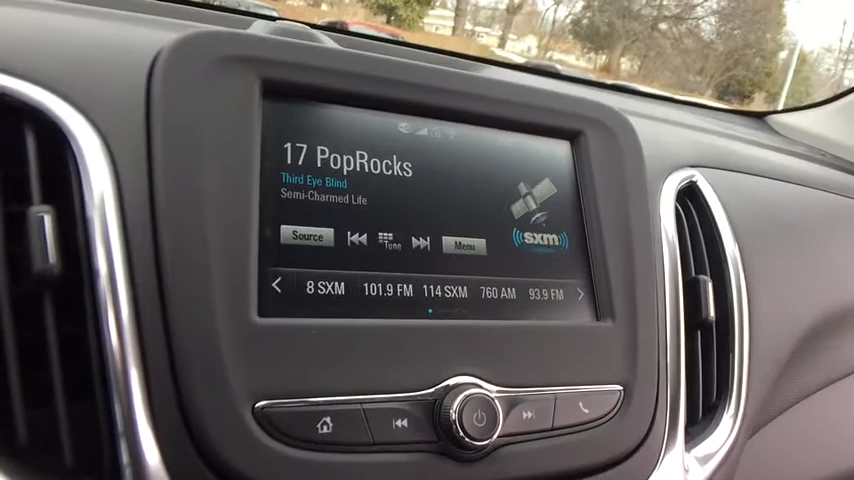 17 PopRocks
Third Eye Blind
Semi-Charmed Life
Source
Tune
Menu
((sxm))
8 SXM 101.9 FM 114 SXM 760 AM 93.9 FM